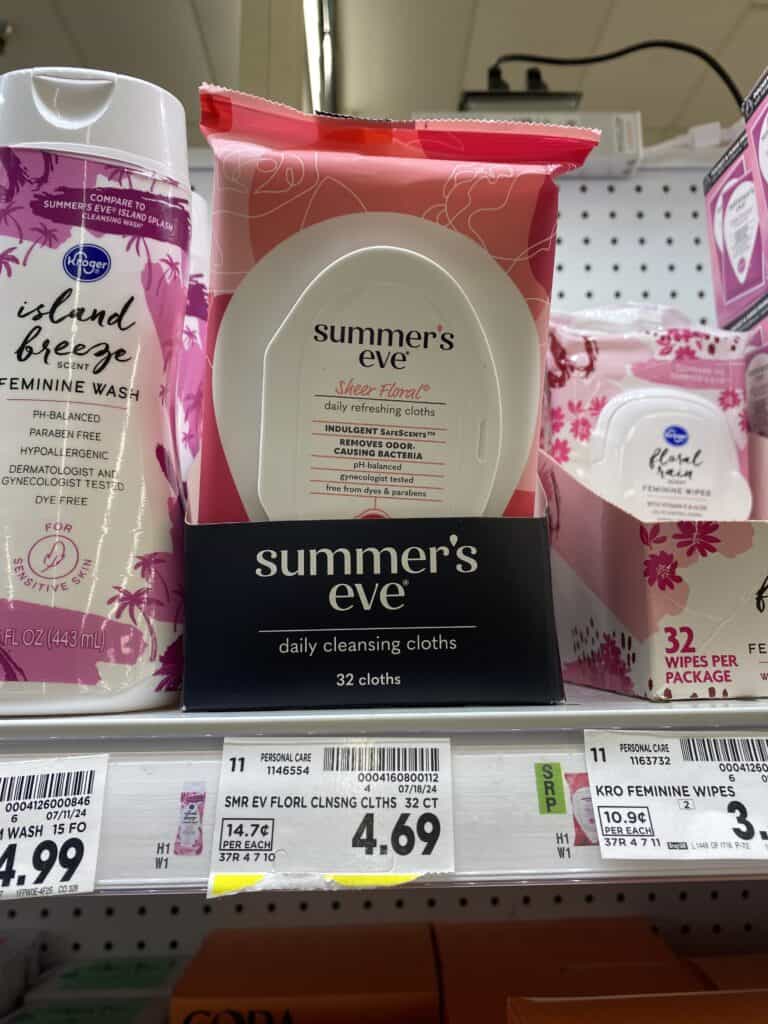 COMPARE TO
SUMMER'S EVE® ISLAND SPLASH
CLEANSING WASH*
Kroger
island
breeze
SCENT
FEMININE WASH
PH-BALANCED
PARABEN FREE
HYPOALLERGENIC
DERMATOLOGIST AND
GYNECOLOGIST TESTED
DYE FREE
FOR
SENSITIVE SKIN
FL OZ (443 mL)
summer's
eve®
Sheer Floral®
daily refreshing cloths
INDULGENT SAFESCENTS™
REMOVES ODOR-
CAUSING BACTERIA
pH-balanced
gynecologist tested
free from dyes & parabens
summer's
eve®
daily cleansing cloths
32 cloths
Kroger
floral
rain
SCENT
FEMININE WIPES
32
WIPES PER
PACKAGE
0004126000846
07/11/24
WASH 15 FO
4.99
H1
W1
11 PERSONAL CARE
1146554
0004160800112
4 07/18/24
SMR EV FLORL CLNSNG CLTHS 32 CT
14.7¢
PER EACH
37R 4 7 10
4.69
SRP
H1
W1
11 PERSONAL CARE
1163732
0004126
KRO FEMININE WIPES
2
10.9¢
PER EACH
37R 4 7 11
3.